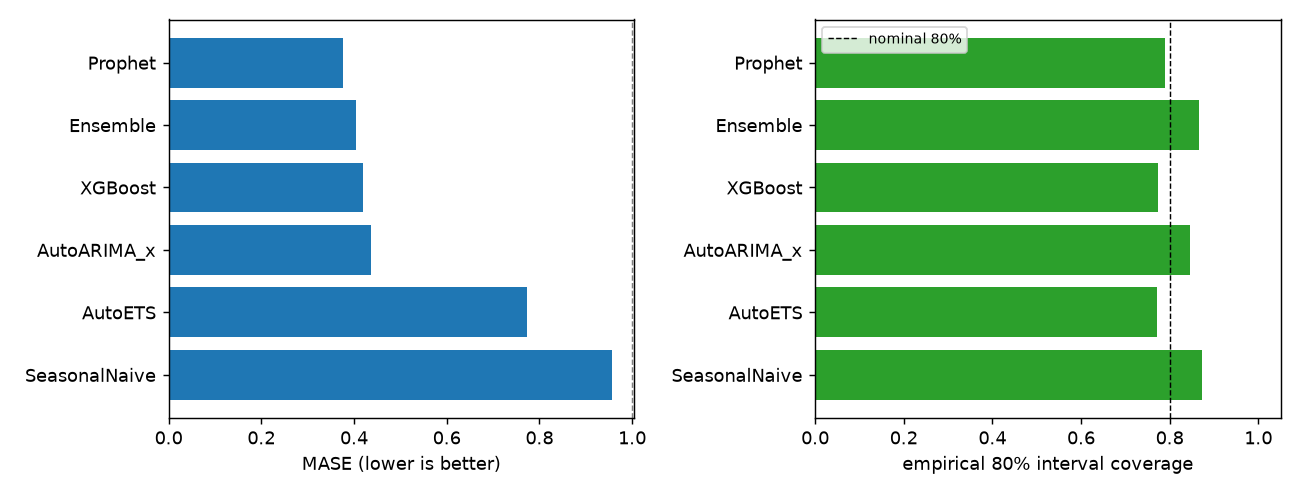 Prophet
Ensemble
XGBoost
AutoARIMA_x
AutoETS
SeasonalNaive
0.0 0.2 0.4 0.6 0.8 1.0
MASE (lower is better)
nominal 80%
Prophet
Ensemble
XGBoost
AutoARIMA_x
AutoETS
SeasonalNaive
0.0 0.2 0.4 0.6 0.8 1.0
empirical 80% interval coverage